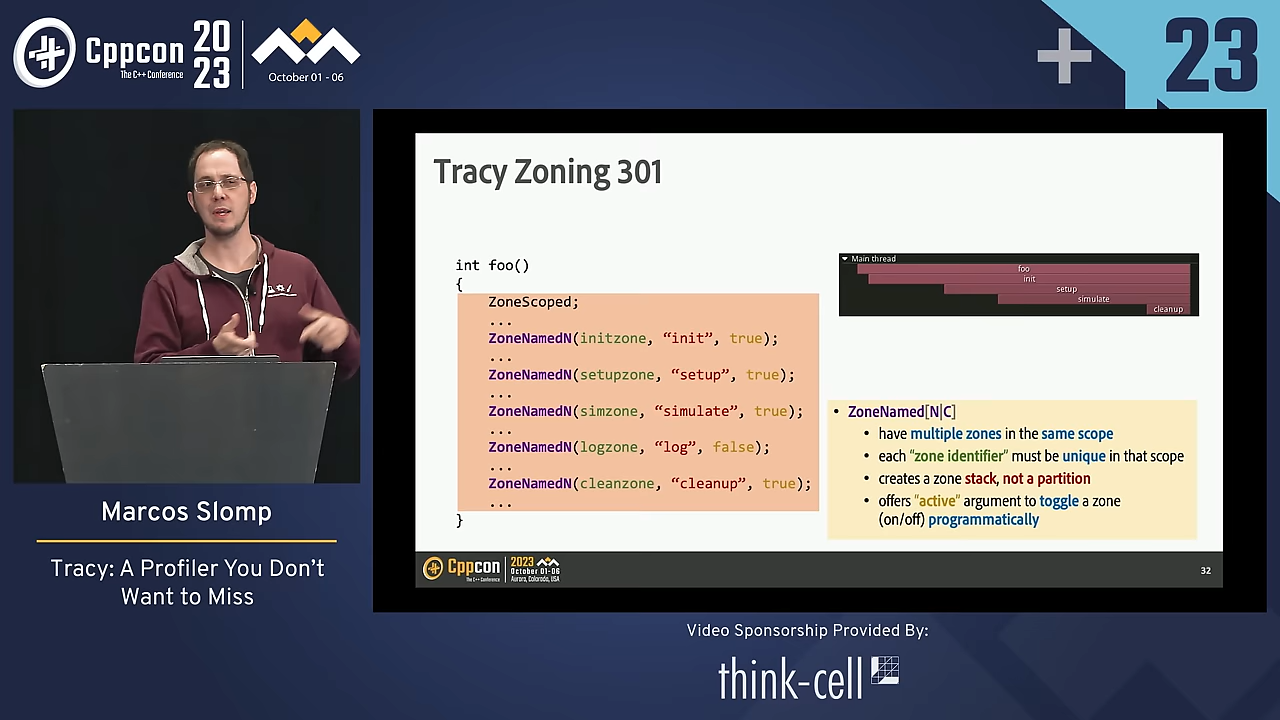 Cppcon
The C++ Conference
20
23
October 01 - 06
23
Tracy Zoning 301
int foo()
{
ZoneScoped;
...
ZoneNamedN(initzone, “init”, true);
...
ZoneNamedN(setupzone, “setup”, true);
...
ZoneNamedN(simzone, “simulate”, true);
...
ZoneNamedN(logzone, “log”, false);
...
ZoneNamedN(cleanzone, “cleanup”, true);
...
}
Main thread
foo
init
setup
simulate
cleanup
• ZoneNamed[N|C]
• have multiple zones in the same scope
• each “zone identifier” must be unique in that scope
• creates a zone stack, not a partition
• offers “active” argument to toggle a zone
(on/off) programmatically
Cppcon
The C++ Conference
2023
October 01-06
Aurora, Colorado, USA
32
Marcos Slomp
Tracy: A Profiler You Don’t
Want to Miss
Video Sponsorship Provided By:
think-cell